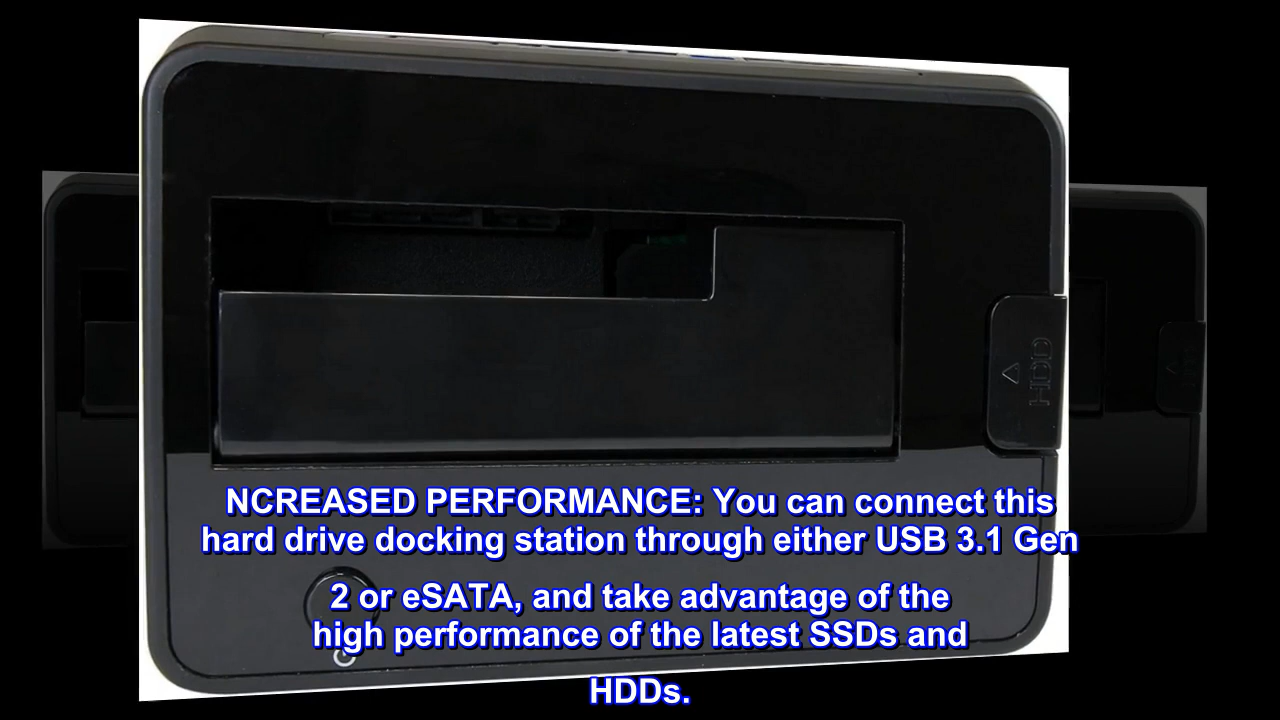 HDD
NCREASED PERFORMANCE: You can connect this
hard drive docking station through either USB 3.1 Gen
2 or eSATA, and take advantage of the
high performance of the latest SSDs and
HDDs.